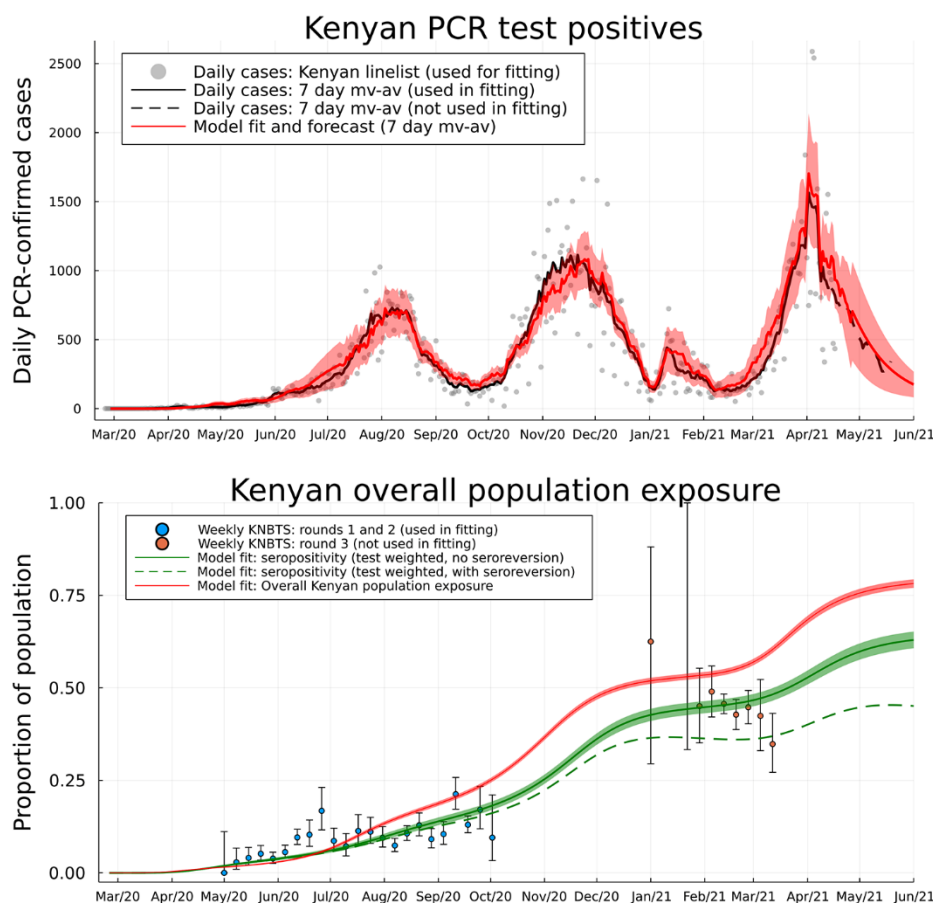 Kenyan PCR test positives
Daily cases: Kenyan linelist (used for fitting)
Daily cases: 7 day mv-av (used in fitting)
Daily cases: 7 day mv-av (not used in fitting)
Model fit and forecast (7 day mv-av)
Daily PCR-confirmed cases
2500
2000
1500
1000
500
0
Mar/20 Apr/20 May/20 Jun/20 Jul/20 Aug/20 Sep/20 Oct/20 Nov/20 Dec/20 Jan/21 Feb/21 Mar/21 Apr/21 May/21 Jun/21
Kenyan overall population exposure
Weekly KNBTS: rounds 1 and 2 (used in fitting)
Weekly KNBTS: round 3 (not used in fitting)
Model fit: seropositivity (test weighted, no seroreversion)
Model fit: seropositivity (test weighted, with seroreversion)
Model fit: Overall Kenyan population exposure
Proportion of population
1.00
0.75
0.50
0.25
0.00
Mar/20 Apr/20 May/20 Jun/20 Jul/20 Aug/20 Sep/20 Oct/20 Nov/20 Dec/20 Jan/21 Feb/21 Mar/21 Apr/21 May/21 Jun/21